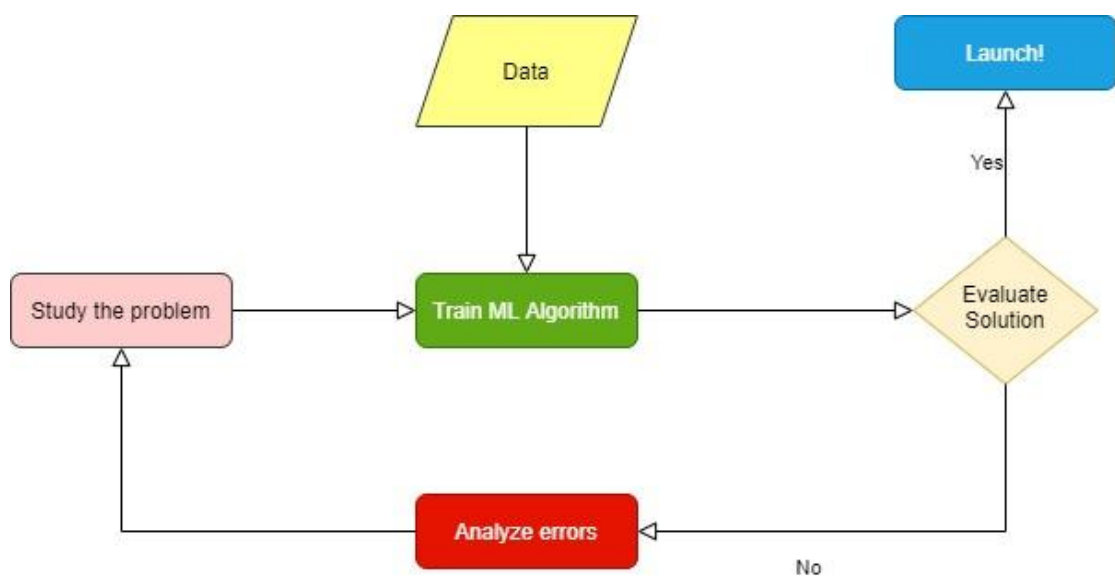 Data
Launch!
Yes
Study the problem
Train ML Algorithm
Evaluate
Solution
Analyze errors
No